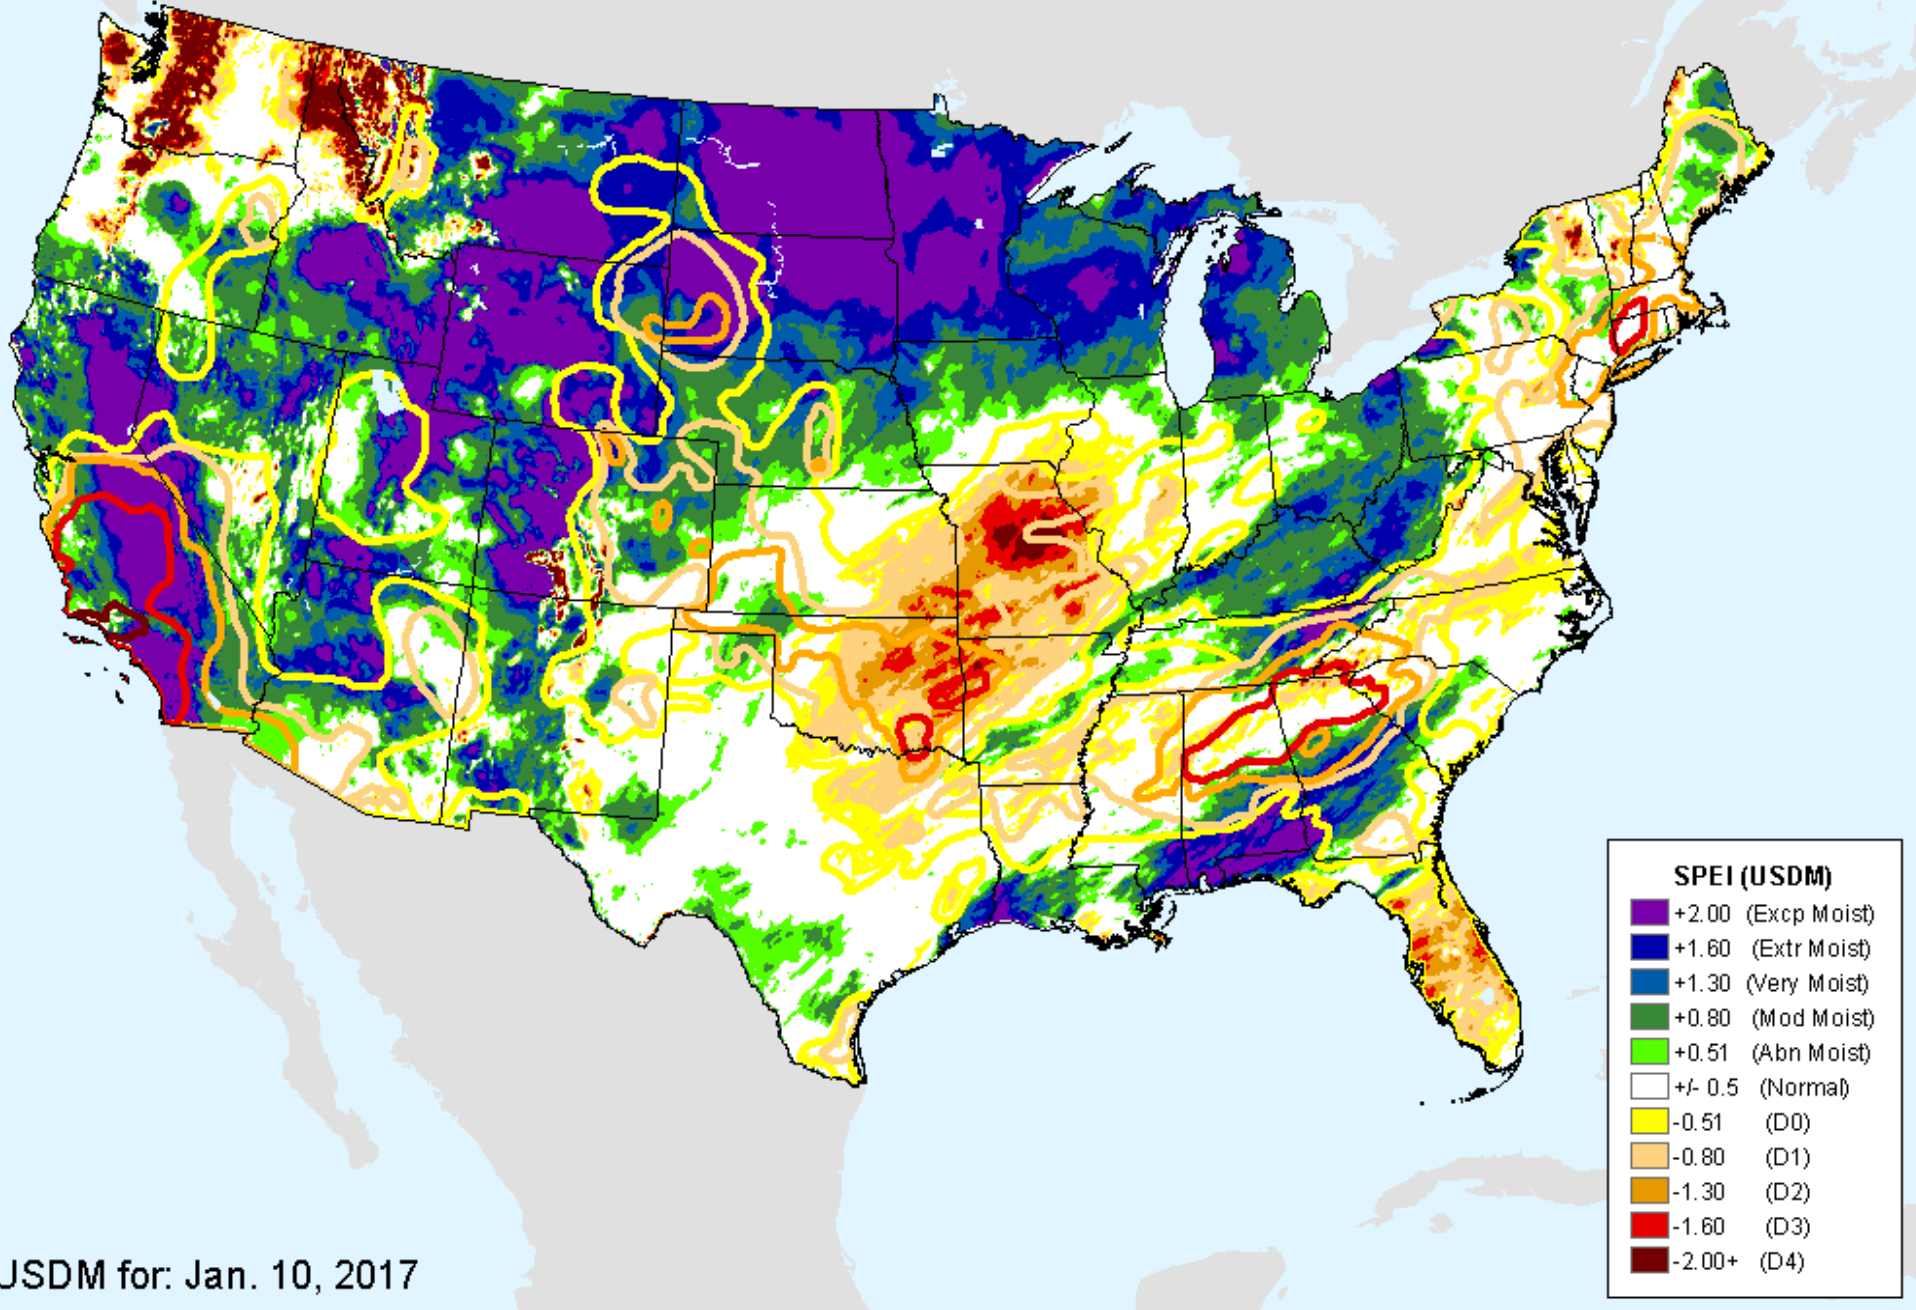 SPEI (USDM)
+2.00 (Excp Moist)
+1.60 (Extr Moist)
+1.30 (Very Moist)
+0.80 (Mod Moist)
+0.51 (Abn Moist)
+/- 0.5 (Normal)
-0.51 (D0)
-0.80 (D1)
-1.30 (D2)
-1.60 (D3)
-2.00+ (D4)
USDM for: Jan. 10, 2017